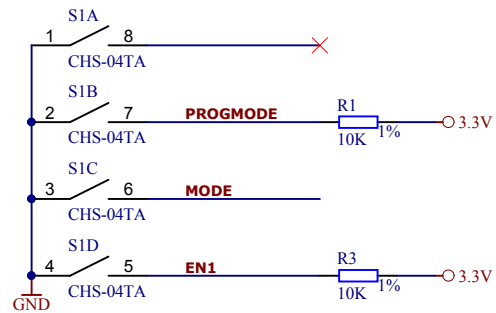 S1A
1 8
CHS-04TA
S1B
2 7 PROGMODE R1 1% 3.3V
CHS-04TA 10K
S1C
3 6 MODE
CHS-04TA
S1D
4 5 EN1 R3 1% 3.3V
CHS-04TA 10K
GND